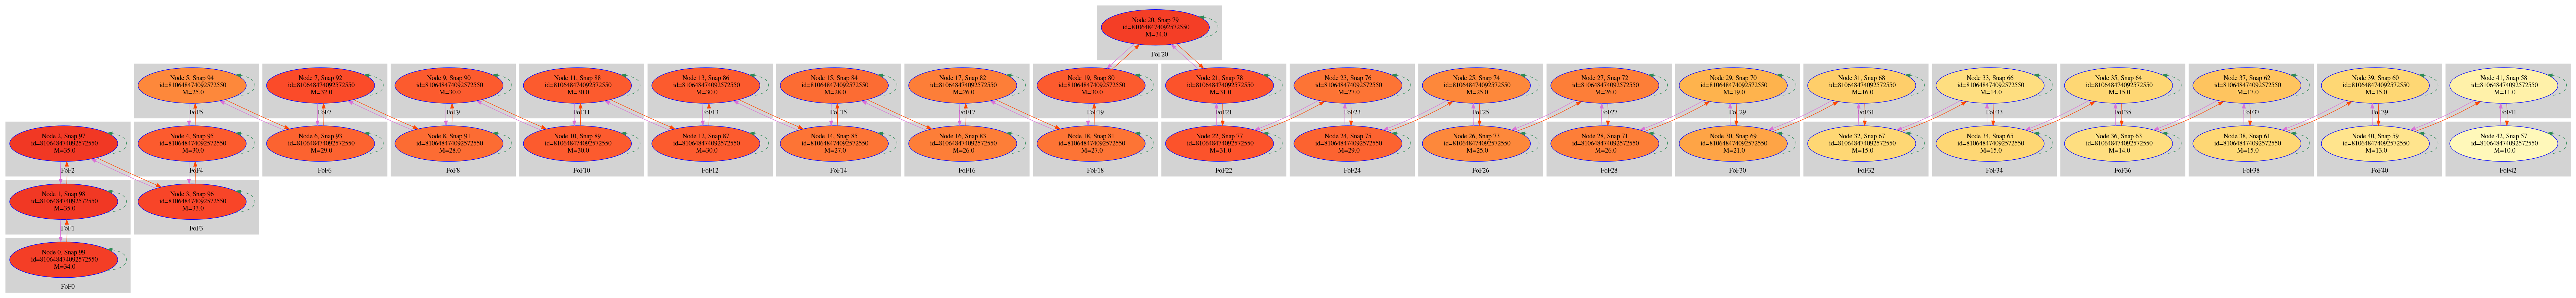 Node 20, Snap 79
id=810648474092572550
M=34.0
FoF20
Node 5, Snap 94
id=810648474092572550
M=25.0
FoF5
Node 7, Snap 92
id=810648474092572550
M=32.0
FoF7
Node 9, Snap 90
id=810648474092572550
M=30.0
FoF9
Node 11, Snap 88
id=810648474092572550
M=30.0
FoF11
Node 13, Snap 86
id=810648474092572550
M=30.0
FoF13
Node 15, Snap 84
id=810648474092572550
M=28.0
FoF15
Node 17, Snap 82
id=810648474092572550
M=26.0
FoF17
Node 19, Snap 80
id=810648474092572550
M=30.0
FoF19
Node 21, Snap 78
id=810648474092572550
M=31.0
FoF21
Node 23, Snap 76
id=810648474092572550
M=27.0
FoF23
Node 25, Snap 74
id=810648474092572550
M=25.0
FoF25
Node 27, Snap 72
id=810648474092572550
M=26.0
FoF27
Node 29, Snap 70
id=810648474092572550
M=19.0
FoF29
Node 31, Snap 68
id=810648474092572550
M=16.0
FoF31
Node 33, Snap 66
id=810648474092572550
M=14.0
FoF33
Node 35, Snap 64
id=810648474092572550
M=15.0
FoF35
Node 37, Snap 62
id=810648474092572550
M=17.0
FoF37
Node 39, Snap 60
id=810648474092572550
M=15.0
FoF39
Node 41, Snap 58
id=810648474092572550
M=11.0
FoF41
Node 2, Snap 97
id=810648474092572550
M=35.0
FoF2
Node 4, Snap 95
id=810648474092572550
M=30.0
FoF4
Node 6, Snap 93
id=810648474092572550
M=29.0
FoF6
Node 8, Snap 91
id=810648474092572550
M=28.0
FoF8
Node 10, Snap 89
id=810648474092572550
M=30.0
FoF10
Node 12, Snap 87
id=810648474092572550
M=30.0
FoF12
Node 14, Snap 85
id=810648474092572550
M=27.0
FoF14
Node 16, Snap 83
id=810648474092572550
M=26.0
FoF16
Node 18, Snap 81
id=810648474092572550
M=27.0
FoF18
Node 22, Snap 77
id=810648474092572550
M=31.0
FoF22
Node 24, Snap 75
id=810648474092572550
M=29.0
FoF24
Node 26, Snap 73
id=810648474092572550
M=25.0
FoF26
Node 28, Snap 71
id=810648474092572550
M=26.0
FoF28
Node 30, Snap 69
id=810648474092572550
M=21.0
FoF30
Node 32, Snap 67
id=810648474092572550
M=15.0
FoF32
Node 34, Snap 65
id=810648474092572550
M=15.0
FoF34
Node 36, Snap 63
id=810648474092572550
M=14.0
FoF36
Node 38, Snap 61
id=810648474092572550
M=15.0
FoF38
Node 40, Snap 59
id=810648474092572550
M=13.0
FoF40
Node 42, Snap 57
id=810648474092572550
M=10.0
FoF42
Node 1, Snap 98
id=810648474092572550
M=35.0
FoF1
Node 3, Snap 96
id=810648474092572550
M=33.0
FoF3
Node 0, Snap 99
id=810648474092572550
M=34.0
FoF0